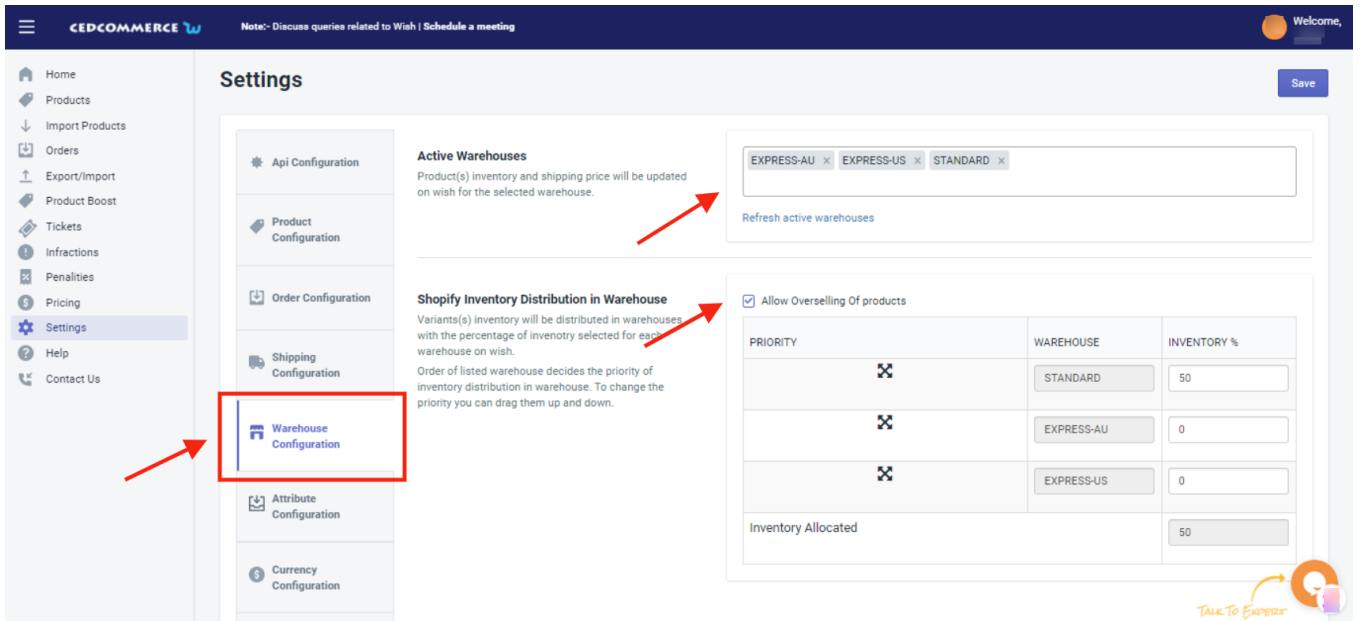 CEDCOMMERCE
Note:- Discuss queries related to Wish | Schedule a meeting
Welcome,
Home
Products
Import Products
Orders
Export/Import
Product Boost
Tickets
Infractions
Penalities
Pricing
Settings
Help
Contact Us
Settings
Save
Api Configuration
Product
Configuration
Order Configuration
Shipping
Configuration
Warehouse
Configuration
Attribute
Configuration
Currency
Configuration
Active Warehouses
Product(s) inventory and shipping price will be updated
on wish for the selected warehouse.
EXPRESS-AU × EXPRESS-US × STANDARD ×
Refresh active warehouses
Shopify Inventory Distribution in Warehouse
Variants(s) inventory will be distributed in warehouses
with the percentage of invenotry selected for each
warehouse on wish.
Order of listed warehouse decides the priority of
inventory distribution in warehouse. To change the
priority you can drag them up and down.
Allow Overselling Of products
PRIORITY WAREHOUSE INVENTORY %
STANDARD 50
EXPRESS-AU 0
EXPRESS-US 0
Inventory Allocated 50
TALK TO EXPERT